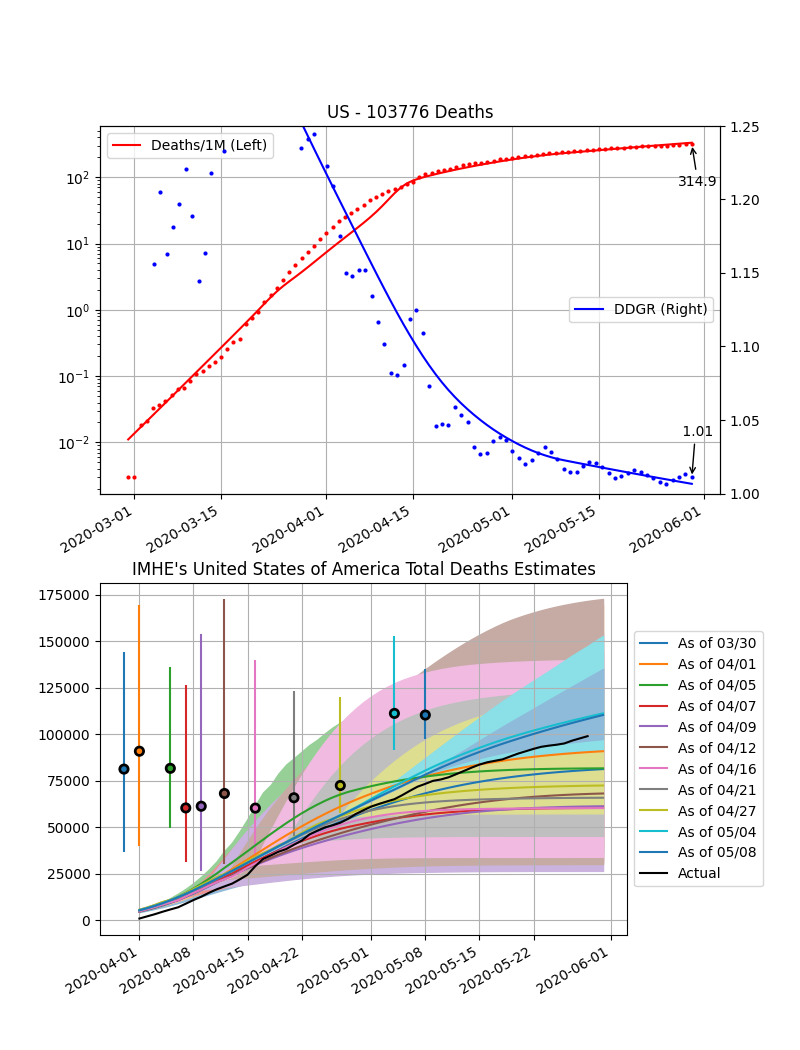 US - 103776 Deaths
Deaths/1M (Left)
10²
10¹
10⁰
10⁻¹
10⁻²
1.25
1.20
1.15
1.10
1.05
1.00
314.9
DDGR (Right)
1.01
2020-03-01
2020-03-15
2020-04-01
2020-04-15
2020-05-01
2020-05-15
2020-06-01
IMHE's United States of America Total Deaths Estimates
175000
150000
125000
100000
75000
50000
25000
0
As of 03/30
As of 04/01
As of 04/05
As of 04/07
As of 04/09
As of 04/12
As of 04/16
As of 04/21
As of 04/27
As of 05/04
As of 05/08
Actual
2020-04-01
2020-04-08
2020-04-15
2020-04-22
2020-05-01
2020-05-08
2020-05-15
2020-05-22
2020-06-01